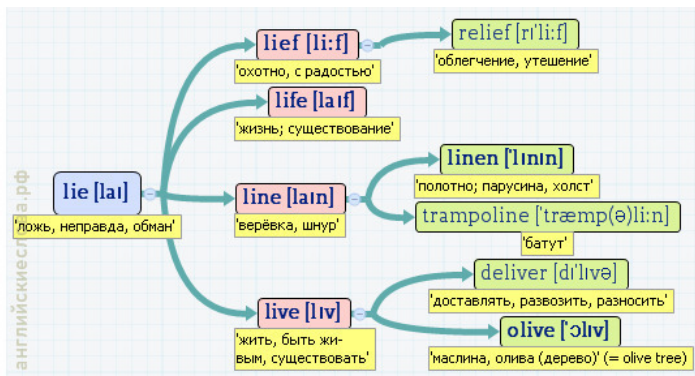 lief [li:f]
'охотно, с радостью'
relief [rɪ'li:f]
'облегчение, утешение'
life [laɪf]
'жизнь; существование'
lie [laɪ]
'ложь, неправда, обман'
line [laɪn]
'верёвка, шнур'
linen ['lɪnɪn]
'полотно; парусина, холст'
trampoline ['træmp(ə)li:n]
'батут'
live [lɪv]
'жить, быть жи-
вым, существовать'
deliver [dɪ'lɪvə]
'доставлять, развозить, разносить'
olive ['ɔlɪv]
'маслина, олива (дерево)' (= olive tree)
английскиеслова.рф